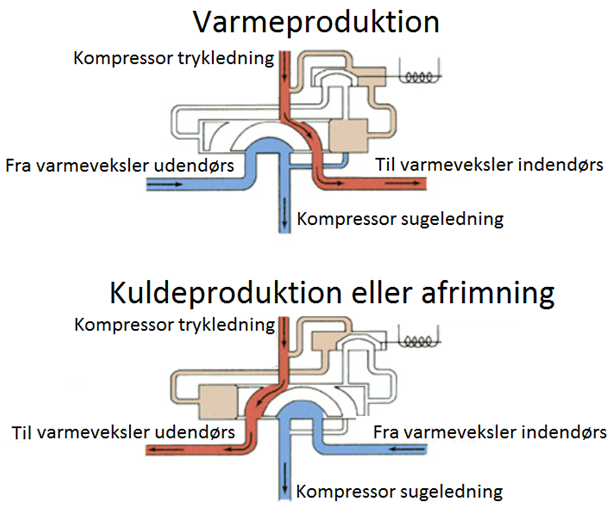 Varmeproduktion
Kompressor trykledning
Fra varmeveksler udendørs
Til varmeveksler indendørs
Kompressor sugeledning
Kuldeproduktion eller afrimning
Kompressor trykledning
Til varmeveksler udendørs
Fra varmeveksler indendørs
Kompressor sugeledning